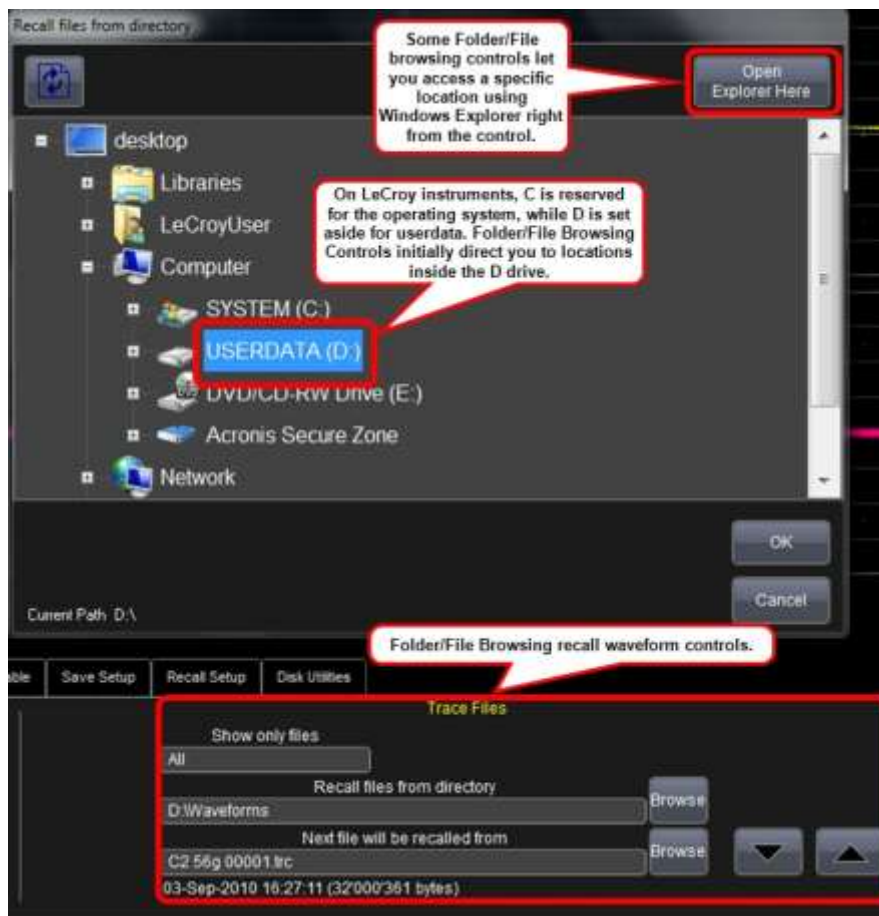 Recall files from directory
Some Folder/File
browsing controls let
you access a specific
location using
Windows Explorer right
from the control.
Open
Explorer Here
desktop
Libraries
LeCroyUser
On LeCroy instruments, C is reserved
for the operating system, while D is set
aside for userdata. Folder/File Browsing
Controls initially direct you to locations
inside the D drive.
Computer
SYSTEM (C:)
USERDATA (D:)
DVD/CD-RW Drive (E:)
Acronis Secure Zone
Network
OK
Cancel
Current Path D:\
Folder/File Browsing recall waveform controls.
Save Setup
Recall Setup
Disk Utilities
Trace Files
Show only files
All
Recall files from directory
D:\Waveforms
Browse
Next file will be recalled from
C2 56g 00001.trc
Browse
03-Sep-2010 16:27:11 (32'000'361 bytes)